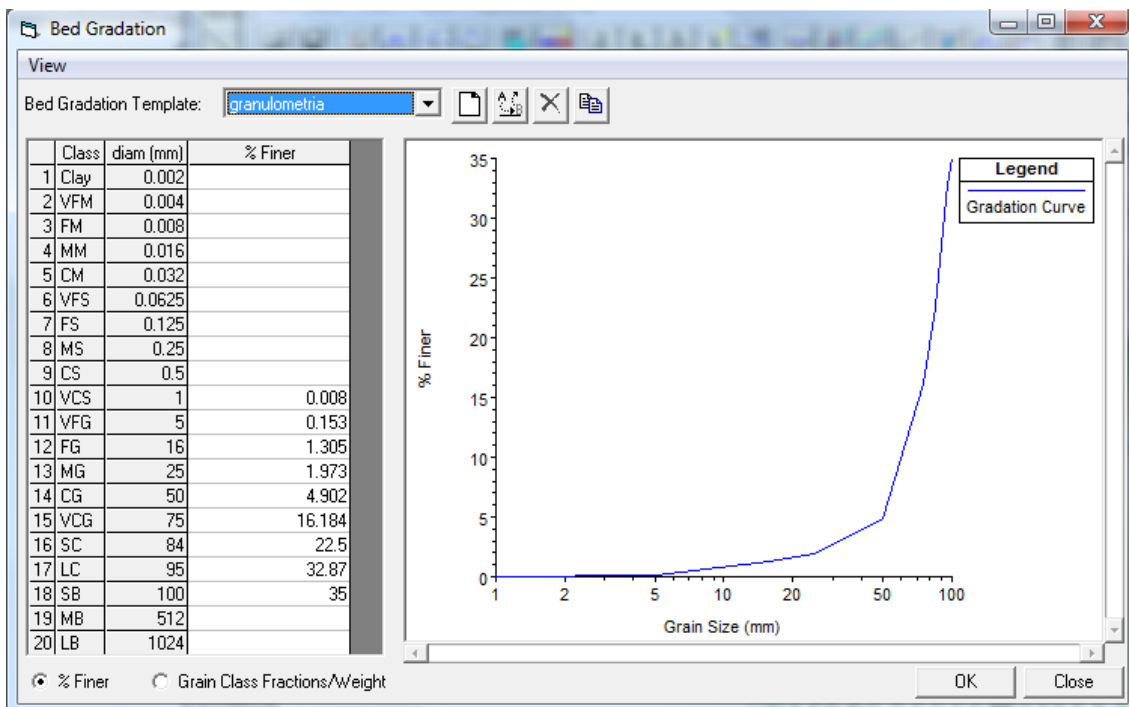 Bed Gradation
View
Bed Gradation Template: granulometria
Class diam (mm) % Finer
1 Clay 0.002
2 VFM 0.004
3 FM 0.008
4 MM 0.016
5 CM 0.032
6 VFS 0.0625
7 FS 0.125
8 MS 0.25
9 CS 0.5
10 VCS 1 0.008
11 VFG 5 0.153
12 FG 16 1.305
13 MG 25 1.973
14 CG 50 4.902
15 VCG 75 16.184
16 SC 84 22.5
17 LC 95 32.87
18 SB 100 35
19 MB 512
20 LB 1024
% Finer
35
30
25
20
15
10
5
0
1 2 5 10 20 50 100
Grain Size (mm)
Legend
Gradation Curve
% Finer Grain Class Fractions/Weight
OK Close